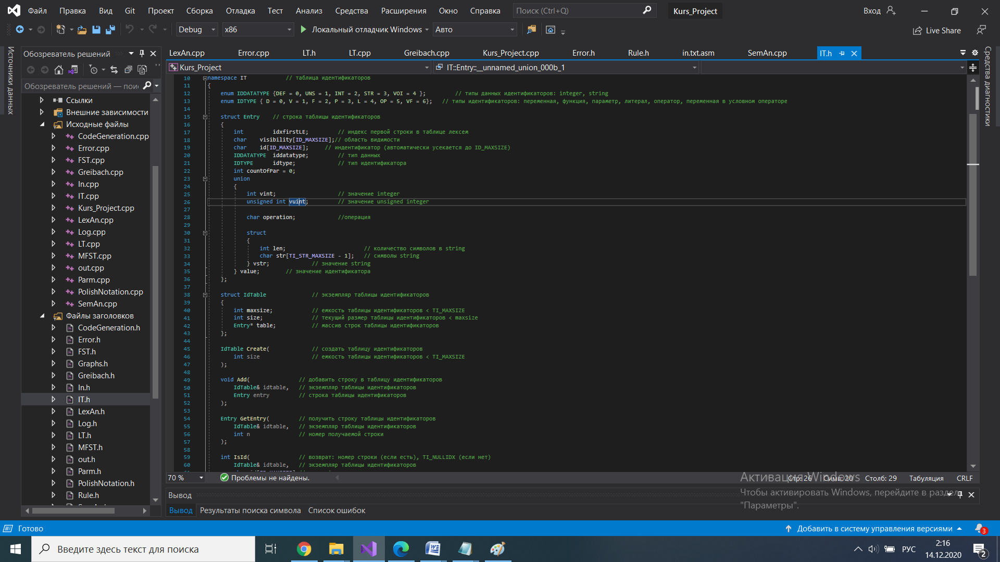 Файл Правка Вид Git Проект Сборка Отладка Тест Анализ Средства Расширения Окно Справка Поиск (Ctrl+Q) Kurs_Project Вход
Debug x86 Локальный отладчик Windows Авто Live Share
Источники данных
Обозреватель решений
Обозреватель решений — пои
Ссылки
Внешние зависимости
Исходные файлы
CodeGeneration.cpp
Error.cpp
FST.cpp
Greibach.cpp
In.cpp
IT.cpp
Kurs_Project.cpp
LexAn.cpp
Log.cpp
LT.cpp
MFST.cpp
out.cpp
Parm.cpp
PolishNotation.cpp
SemAn.cpp
Файлы заголовков
CodeGeneration.h
Error.h
FST.h
Graphs.h
Greibach.h
In.h
IT.h
LexAn.h
Log.h
LT.h
MFST.h
out.h
Parm.h
PolishNotation.h
Rule.h
LexAn.cpp Error.cpp LT.h LT.cpp Greibach.cpp Kurs_Project.cpp Error.h Rule.h in.txt.asm SemAn.cpp IT.h
Kurs_Project IT::Entry::__unnamed_union_000b_1
10 namespace IT // таблица идентификаторов
11 {
12 enum IDDATATYPE {DEF = 0, UNS = 1, INT = 2, STR = 3, VOI = 4 }; // типы данных идентификаторов: integer, string
13 enum IDTYPE { D = 0, V = 1, F = 2, P = 3, L = 4, OP = 5, VF = 6}; // типы идентификаторов: переменная, функция, параметр, литерал, оператор, переменная в условном операторе
14
15 struct Entry // строка таблицы идентификаторов
16 {
17 int idxfirstLE; // индекс первой строки в таблице лексем
18 char visibility[ID_MAXSIZE];// область видимости
19 char id[ID_MAXSIZE]; // индентификатор (автоматически усекается до ID_MAXSIZE)
20 IDDATATYPE iddatatype; // тип данных
21 IDTYPE idtype; // тип идентификатора
22 int countOfPar = 0;
23 union
24 {
25 int vint; // значение integer
26 unsigned int vuint; // значение unsigned integer
27
28 char operation; //операция
29
30 struct
31 {
32 int len; // количество символов в string
33 char str[TI_STR_MAXSIZE - 1]; // символы string
34 } vstr; // значение string
35 } value; // значение идентификатора
36 };
37
38 struct IdTable // экземпляр таблицы идентификаторов
39 {
40 int maxsize; // емкость таблицы идентификаторов < TI_MAXSIZE
41 int size; // текущий размер таблицы идентификаторов < maxsize
42 Entry* table; // массив строк таблицы идентификаторов
43 };
44
45 IdTable Create( // создать таблицу идентификаторов
46 int size // емкость таблицы идентификаторов < TI_MAXSIZE
47 );
48
49 void Add( // добавить строку в таблицу идентификаторов
50 IdTable& idtable, // экземпляр таблицы идентификаторов
51 Entry entry // строка таблицы идентификаторов
52 );
53
54 Entry GetEntry( // получить строку таблицы идентификаторов
55 IdTable& idtable, // экземпляр таблицы идентификаторов
56 int n // номер получаемой строки
57 );
58
59 int IsId( // возврат: номер строки (если есть), TI_NULLIDX (если нет)
60 IdTable& idtable, // экземпляр таблицы идентификаторов
Средства диагностики
70 % Проблемы не найдены. Стр: 26 Симв: 20 Столб: 29 Табуляция CRLF
Активация Windows
Чтобы активировать Windows, перейдите в раздел
"Параметры".
Вывод
Вывод Результаты поиска символа Список ошибок
Готово Добавить в систему управления версиями 3
Введите здесь текст для поиска РУС 2:16
14.12.2020 2